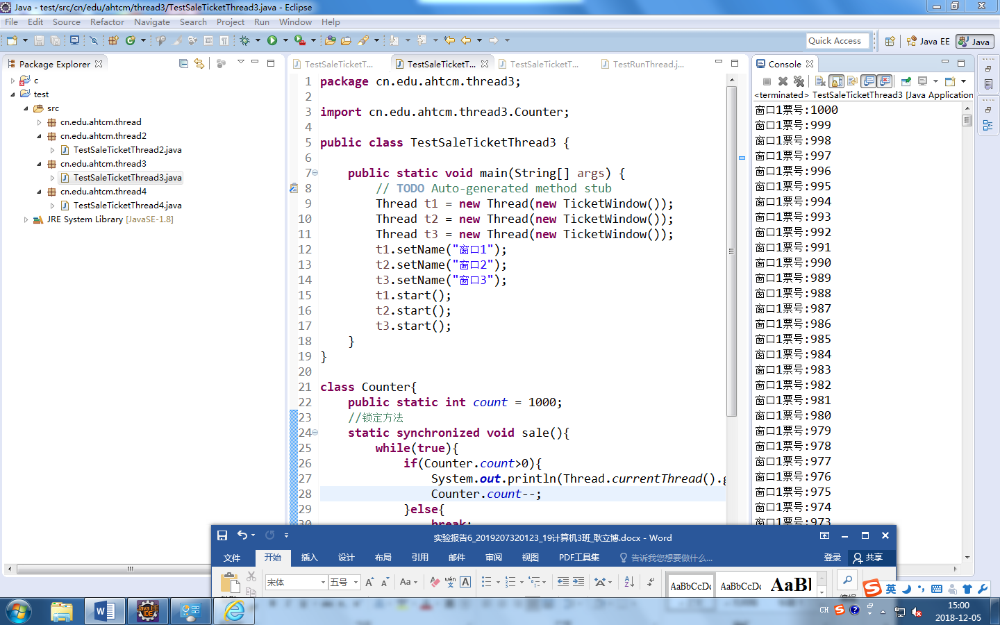 Java - test/src/cn/edu/ahtcm/thread3/TestSaleTicketThread3.java - Eclipse
File Edit Source Refactor Navigate Search Project Run Window Help
Quick Access
Java EE
Java
Package Explorer
c
test
src
cn.edu.ahtcm.thread
cn.edu.ahtcm.thread2
TestSaleTicketThread2.java
cn.edu.ahtcm.thread3
TestSaleTicketThread3.java
cn.edu.ahtcm.thread4
TestSaleTicketThread4.java
JRE System Library [JavaSE-1.8]
TestSaleTicketT...
TestSaleTicketT...
TestSaleTicketT...
TestRunThread.j...
1 package cn.edu.ahtcm.thread3;
2
3 import cn.edu.ahtcm.thread3.Counter;
4
5 public class TestSaleTicketThread3 {
6
7 public static void main(String[] args) {
8 // TODO Auto-generated method stub
9 Thread t1 = new Thread(new TicketWindow());
10 Thread t2 = new Thread(new TicketWindow());
11 Thread t3 = new Thread(new TicketWindow());
12 t1.setName("窗口1");
13 t2.setName("窗口2");
14 t3.setName("窗口3");
15 t1.start();
16 t2.start();
17 t3.start();
18 }
19 }
20
21 class Counter{
22 public static int count = 1000;
23 //锁定方法
24 static synchronized void sale(){
25 while(true){
26 if(Counter.count>0){
27 System.out.println(Thread.currentThread().g
28 Counter.count--;
29 }else{
30 break;
Console
<terminated> TestSaleTicketThread3 [Java Application
窗口1票号:1000
窗口1票号:999
窗口1票号:998
窗口1票号:997
窗口1票号:996
窗口1票号:995
窗口1票号:994
窗口1票号:993
窗口1票号:992
窗口1票号:991
窗口1票号:990
窗口1票号:989
窗口1票号:988
窗口1票号:987
窗口1票号:986
窗口1票号:985
窗口1票号:984
窗口1票号:983
窗口1票号:982
窗口1票号:981
窗口1票号:980
窗口1票号:979
窗口1票号:978
窗口1票号:977
窗口1票号:976
窗口1票号:975
窗口1票号:974
窗口1票号:973
实验报告6_2019207320123_19计算机3班_耿立博.docx - Word
文件 开始 插入 设计 布局 引用 邮件 审阅 视图 PDF工具集 告诉我您想要做什么... 登录 共享
宋体 五号 Aa wén A
AaBbCcDc AaBbCcDc AaBl
英
CH
15:00
2018-12-05